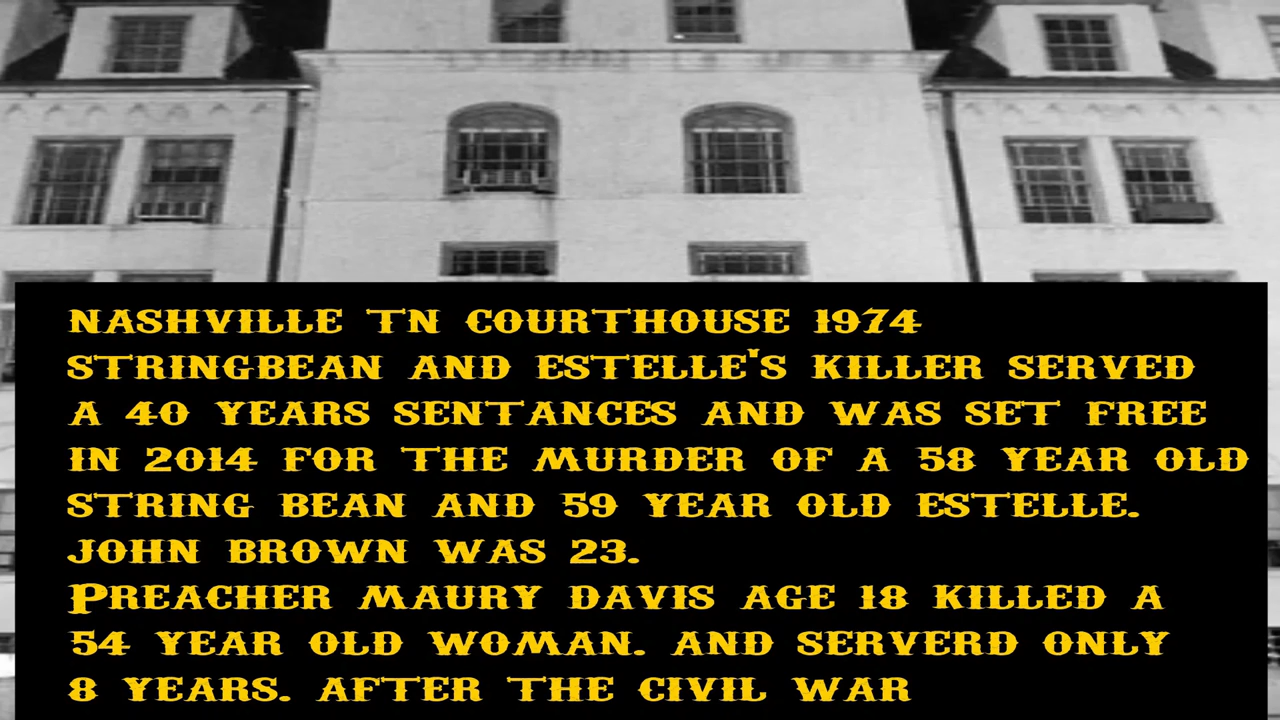 NASHVILLE TN COURTHOUSE 1974
STRINGBEAN AND ESTELLE'S KILLER SERVED
A 40 YEARS SENTANCES AND WAS SET FREE
IN 2014 FOR THE MURDER OF A 58 YEAR OLD
STRING BEAN AND 59 YEAR OLD ESTELLE.
JOHN BROWN WAS 23.
PREACHER MAURY DAVIS AGE 18 KILLED A
54 YEAR OLD WOMAN. AND SERVERD ONLY
8 YEARS. AFTER THE CIVIL WAR